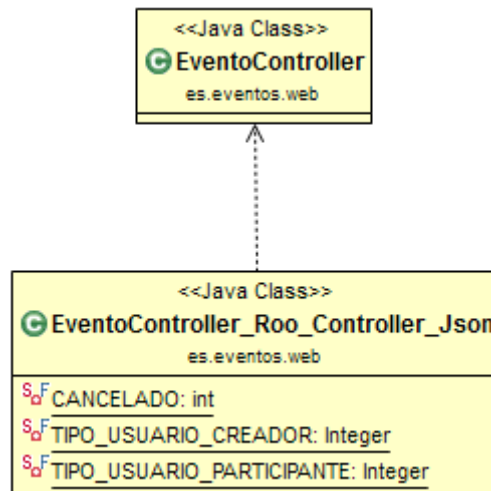 <<Java Class>>
C EventoController
es.eventos.web
<<Java Class>>
C EventoController_Roo_Controller_Json
es.eventos.web
S F CANCELADO: int
S F TIPO_USUARIO_CREADOR: Integer
S F TIPO_USUARIO_PARTICIPANTE: Integer